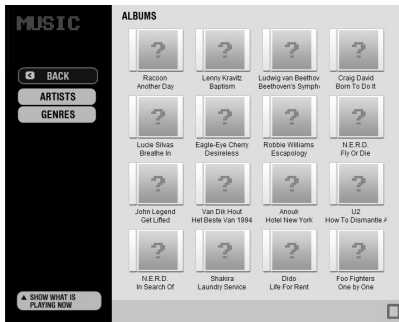 MUSIC
BACK
ARTISTS
GENRES
SHOW WHAT IS
PLAYING NOW
ALBUMS
Racoon
Another Day
Lenny Kravitz
Baptism
Ludwig van Beethov
Beethoven's Symph
Craig David
Born To Do It
Lucie Silvas
Breathe In
Eagle-Eye Cherry
Desireless
Robbie Williams
Escapology
N.E.R.D.
Fly Or Die
John Legend
Get Lifted
Van Dik Hout
Het Beste Van 1994
Anouk
Hotel New York
U2
How To Dismantle A
N.E.R.D.
In Search Of
Shakira
Laundry Service
Dido
Life For Rent
Foo Fighters
One by One